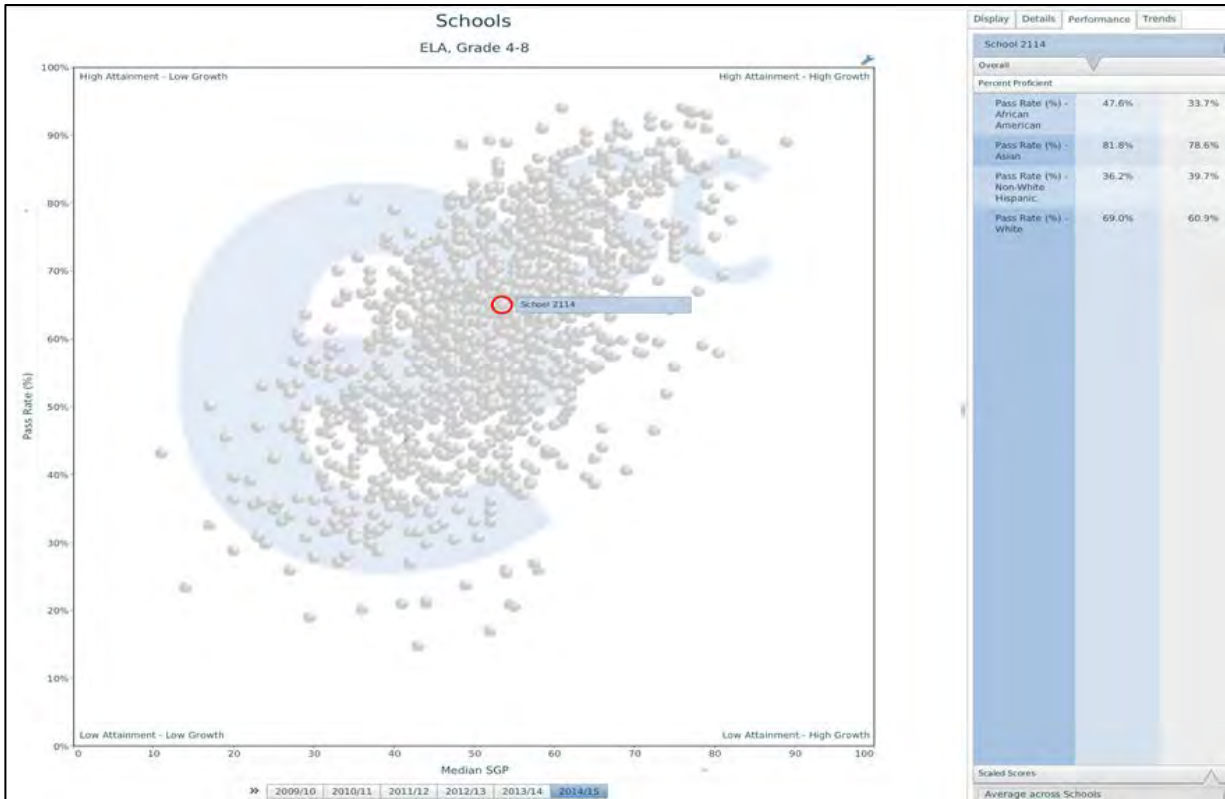 Schools
ELA, Grade 4-8
High Attainment - Low Growth
High Attainment - High Growth
100%
90%
80%
70%
60%
50%
40%
30%
20%
10%
0%
Pass Rate (%)
School 2114
Low Attainment - Low Growth
Low Attainment - High Growth
0 10 20 30 40 50 60 70 80 90 100
Median SGP
» 2009/10 2010/11 2011/12 2012/13 2013/14 2014/15
Display Details Performance Trends
School 2114
Overall
Percent Proficient
Pass Rate (%) - 47.6% 33.7%
African
American
Pass Rate (%) - 81.8% 78.6%
Asian
Pass Rate (%) - 36.2% 39.7%
Non-White
Hispanic
Pass Rate (%) - 69.0% 60.9%
White
Scaled Scores
Average across Schools